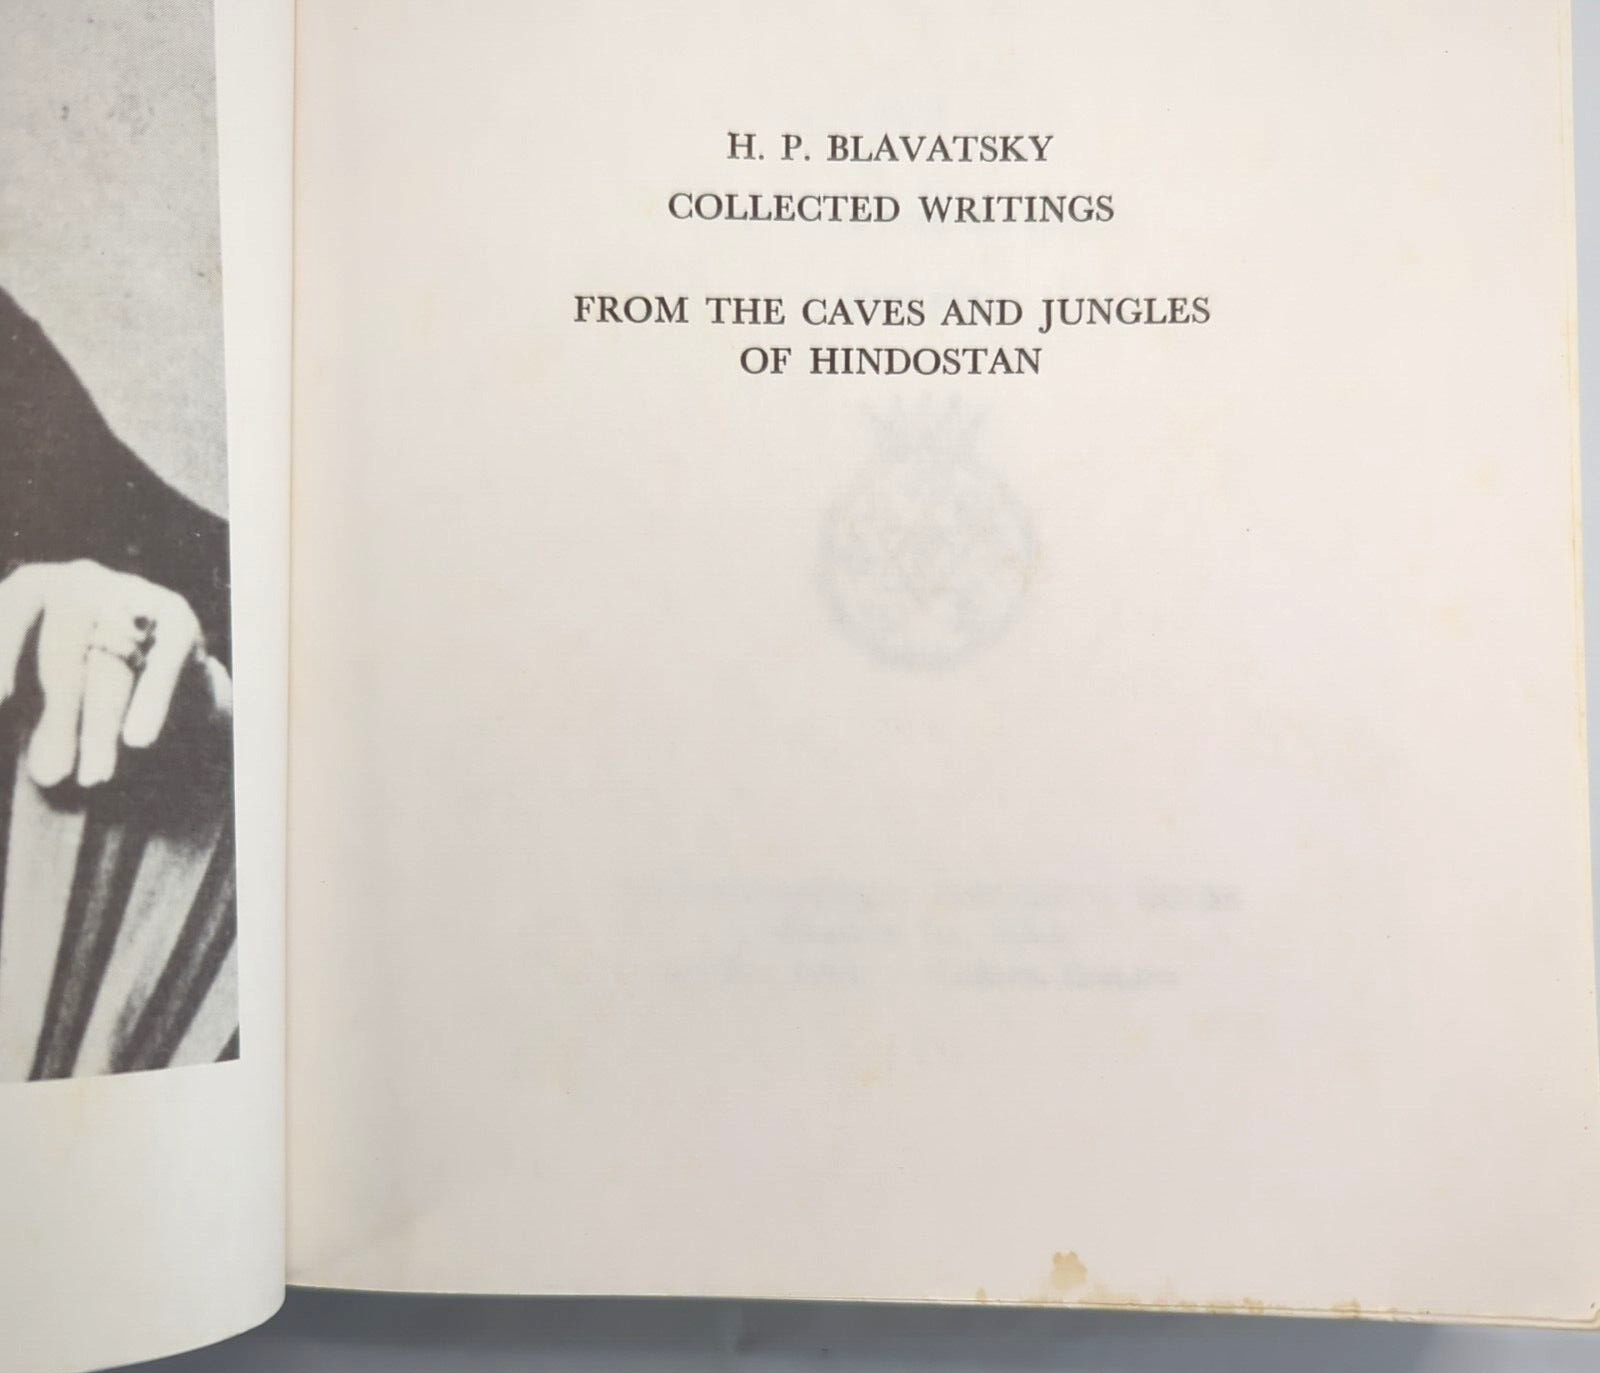 H. P. BLAVATSKY
COLLECTED WRITINGS
FROM THE CAVES AND JUNGLES
OF HINDOSTAN